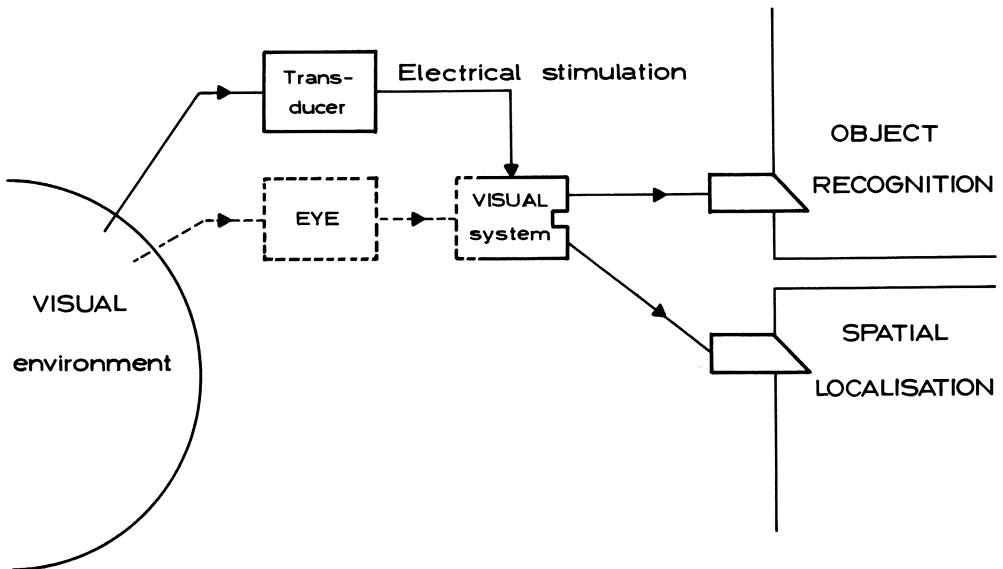 Trans-
ducer
Electrical stimulation
EYE
VISUAL
system
OBJECT
RECOGNITION
VISUAL
environment
SPATIAL
LOCALISATION